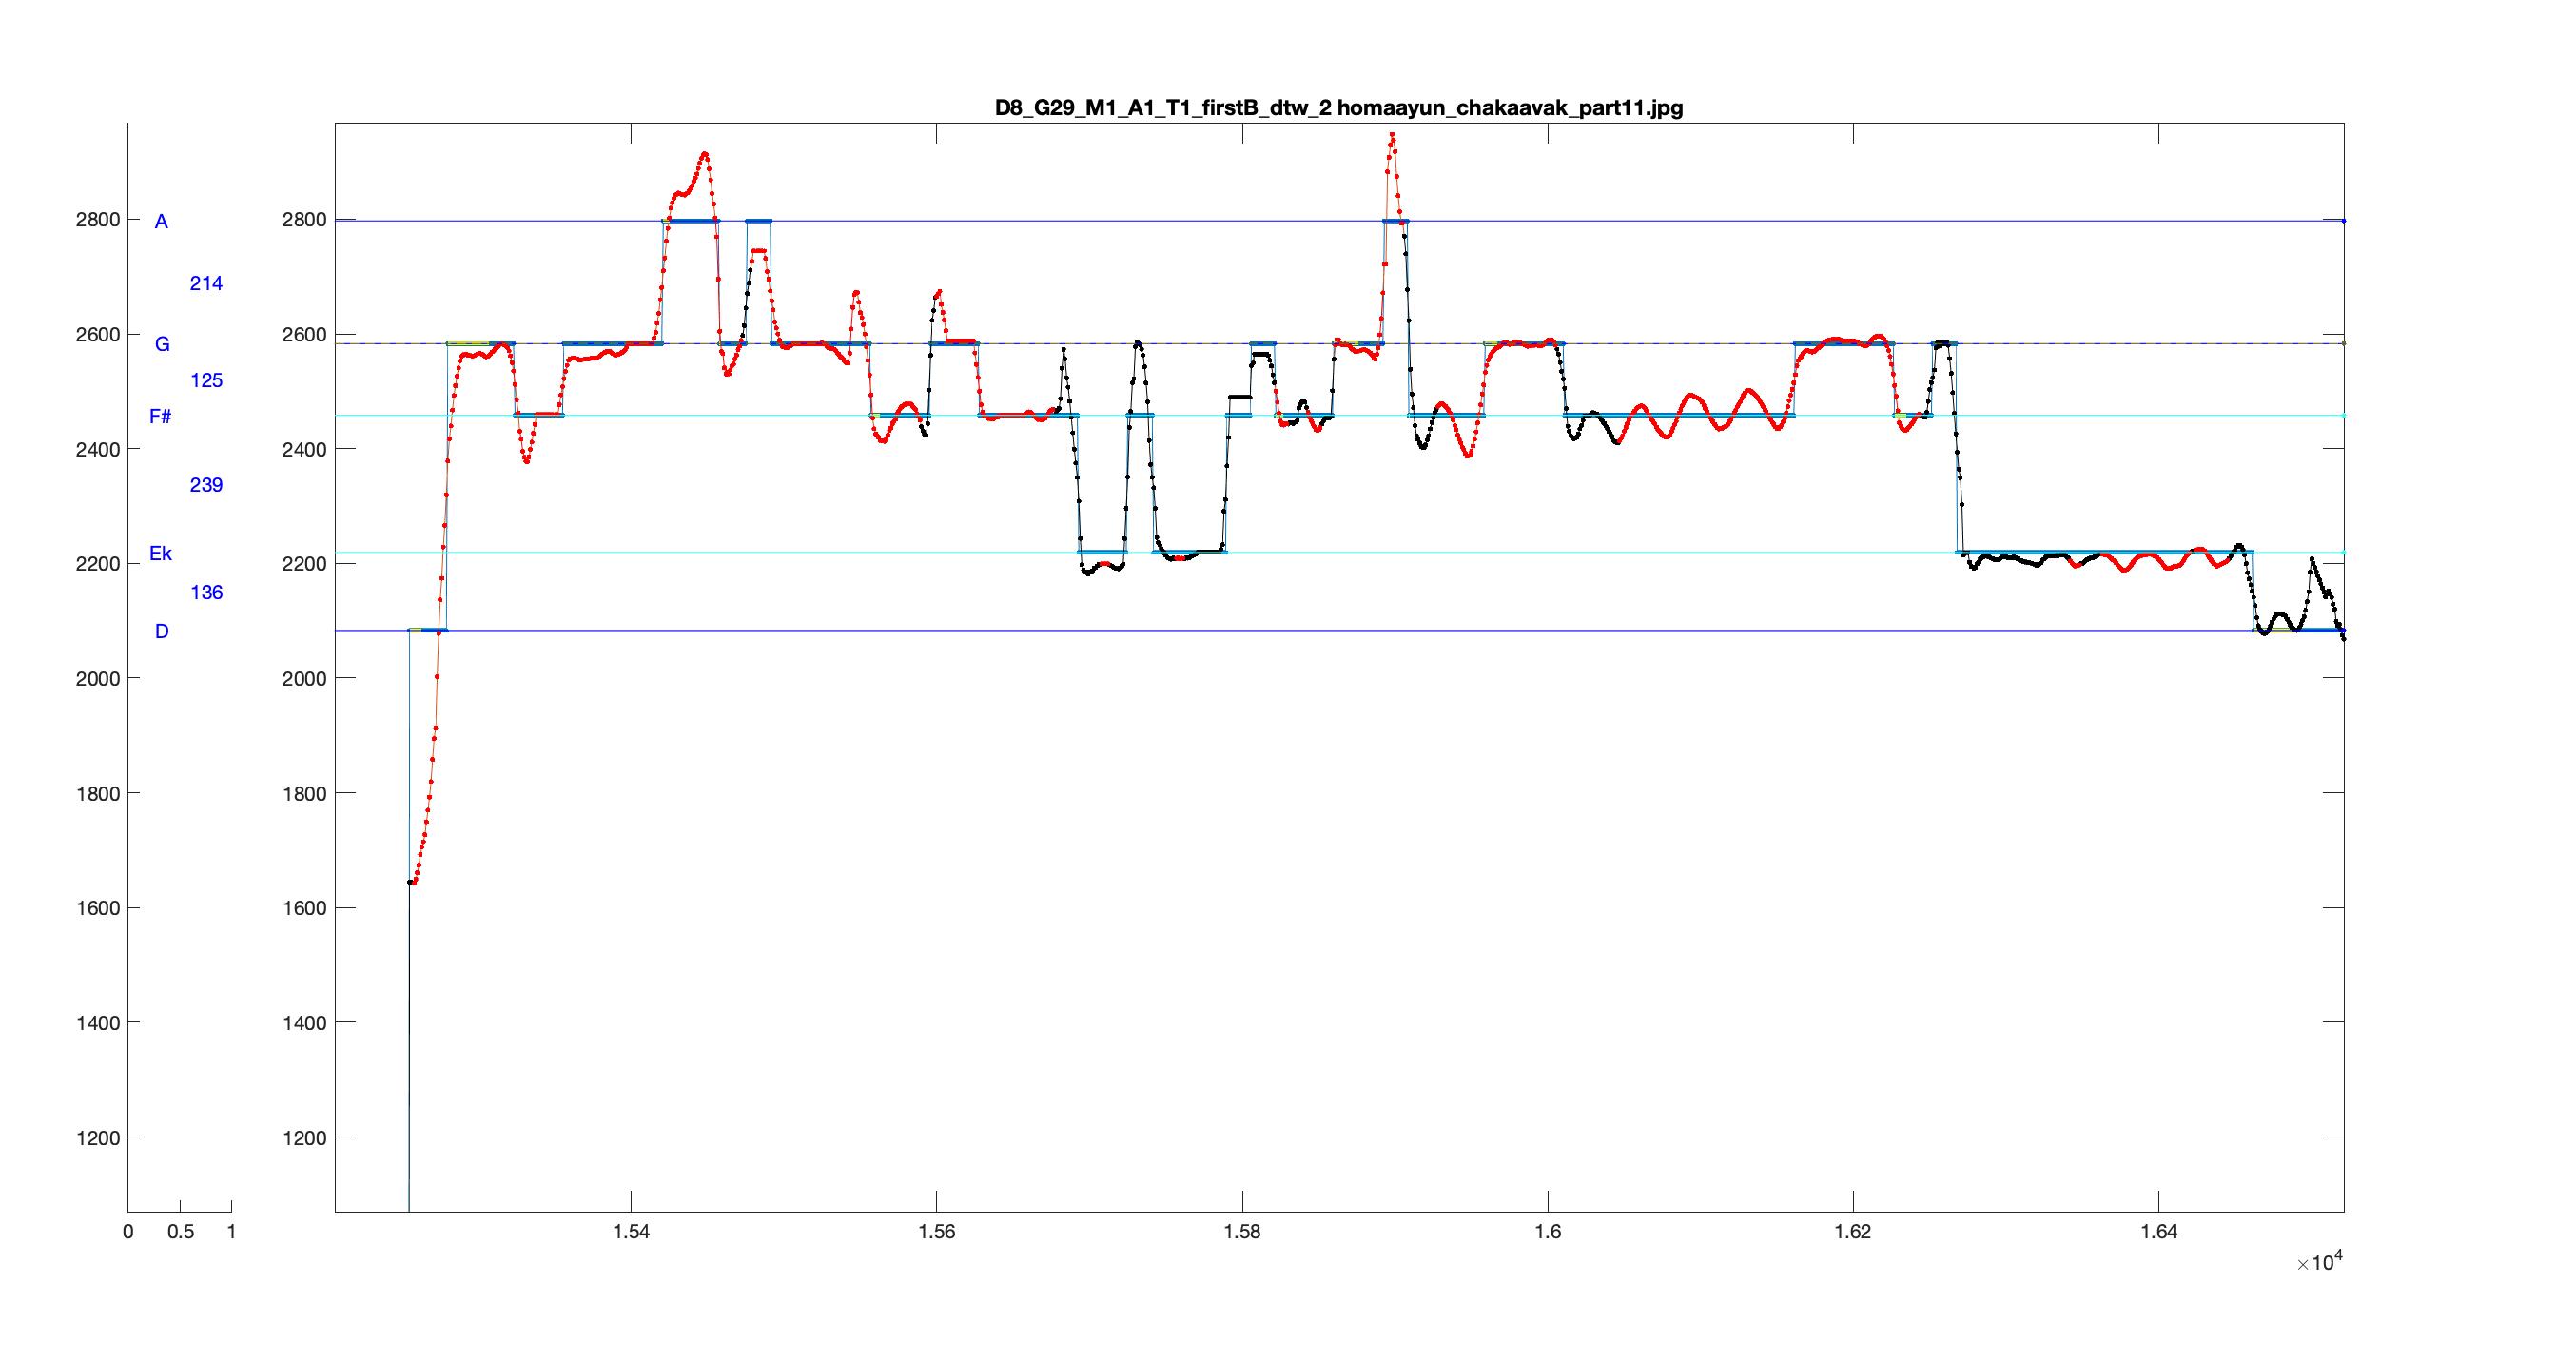 D8_G29_M1_A1_T1_firstB_dtw_2 homaayun_chakaavak_part11.jpg
2800 A 2800
214
2600 G 2600
125
F#
2400 2400
239
Ek
2200 2200
136
D
2000 2000
1800 1800
1600 1600
1400 1400
1200 1200
0 0.5 1 1.54 1.56 1.58 1.6 1.62 1.64
×10⁴